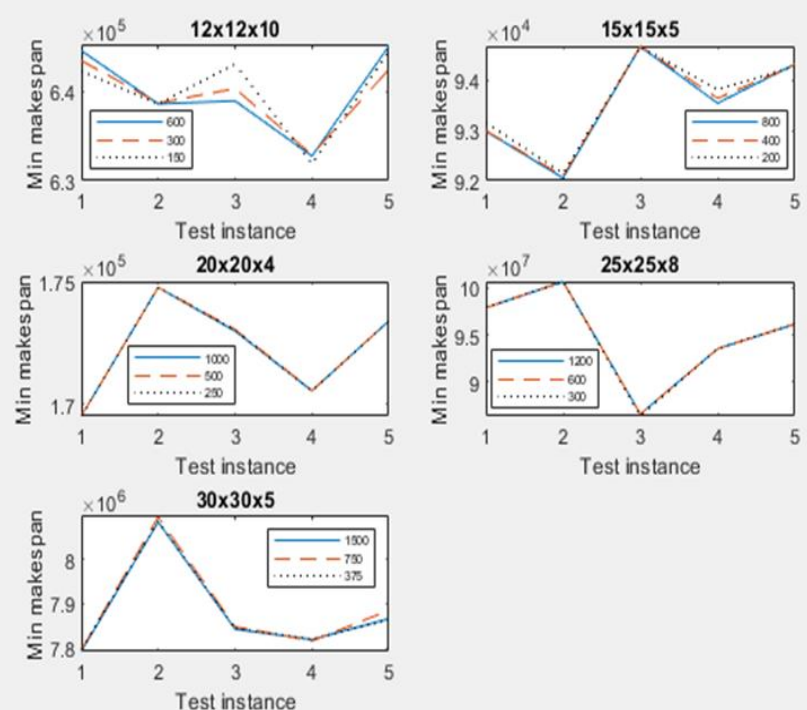 12x12x10
×10^5
Min makespan
6.4
6.3
600
300
150
1 2 3 4 5
Test instance
15x15x5
×10^4
Min makespan
9.4
9.3
9.2
800
400
200
1 2 3 4 5
Test instance
20x20x4
×10^5
Min makespan
1.75
1.7
1000
500
250
1 2 3 4 5
Test instance
25x25x8
×10^7
Min makespan
10
9.5
9
1200
600
300
1 2 3 4 5
Test instance
30x30x5
×10^6
Min makespan
8
7.9
7.8
1500
750
375
1 2 3 4 5
Test instance